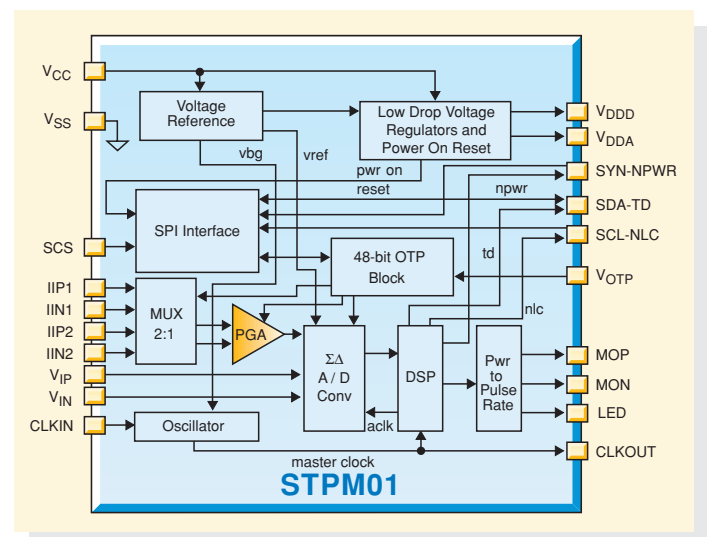 VCC
VSS
SCS
IIP1
IIN1
IIP2
IIN2
VIP
VIN
CLKIN
Voltage
Reference
Low Drop Voltage
Regulators and
Power On Reset
vbg
vref
pwr on
reset
npwr
SPI Interface
48-bit OTP
Block
td
nlc
MUX
2:1
PGA
ΣΔ
A / D
Conv
DSP
Pwr
to
Pulse
Rate
aclk
Oscillator
master clock
STPM01
VDDD
VDDA
SYN-NPWR
SDA-TD
SCL-NLC
VOTP
MOP
MON
LED
CLKOUT